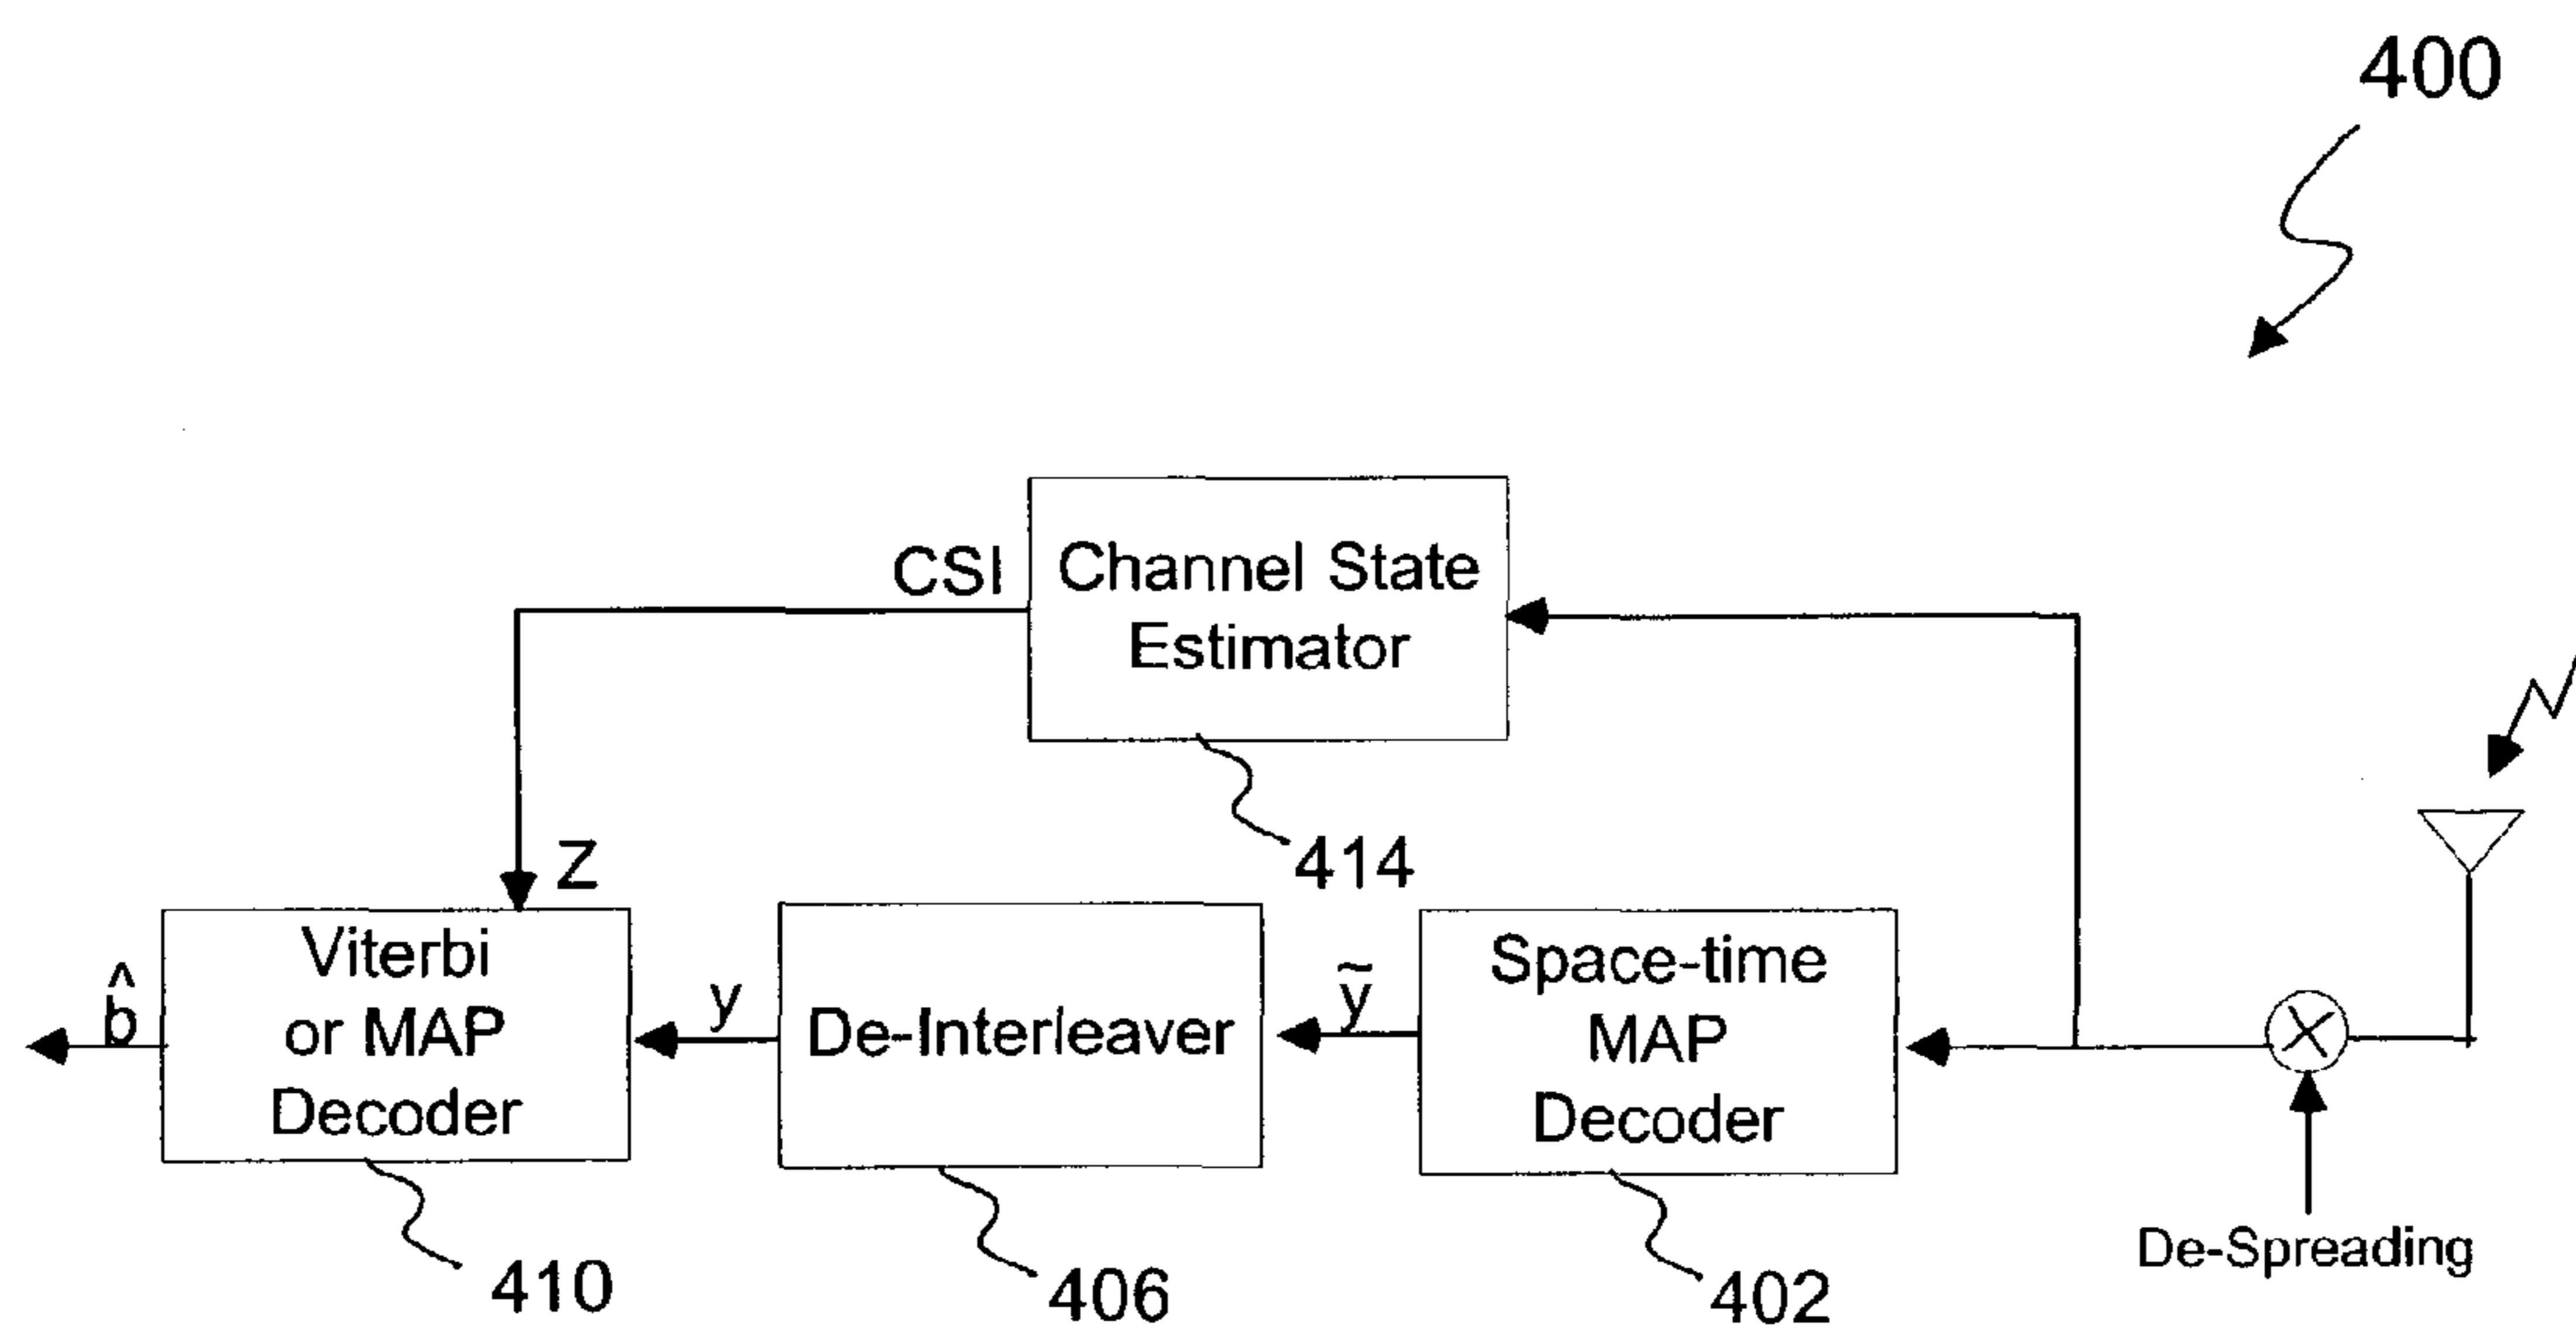 400
CSI
Channel State
Estimator
414
Z
Viterbi
or MAP
Decoder
410
b̂
y
De-Interleaver
406
ỹ
Space-time
MAP
Decoder
402
De-Spreading